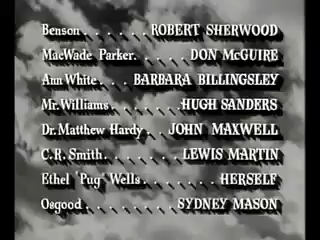 Benson . . . . . . ROBERT SHERWOOD
MacWade Parker. . . . . DON McGUIRE
Ann White . . . BARBARA BILLINGSLEY
Mr. Williams . . . . . . . HUGH SANDERS
Dr. Matthew Hardy . . JOHN MAXWELL
C. R. Smith. . . . . . . LEWIS MARTIN
Ethel "Pug" Wells . . . . . . . HERSELF
Osgood . . . . . . . . SYDNEY MASON